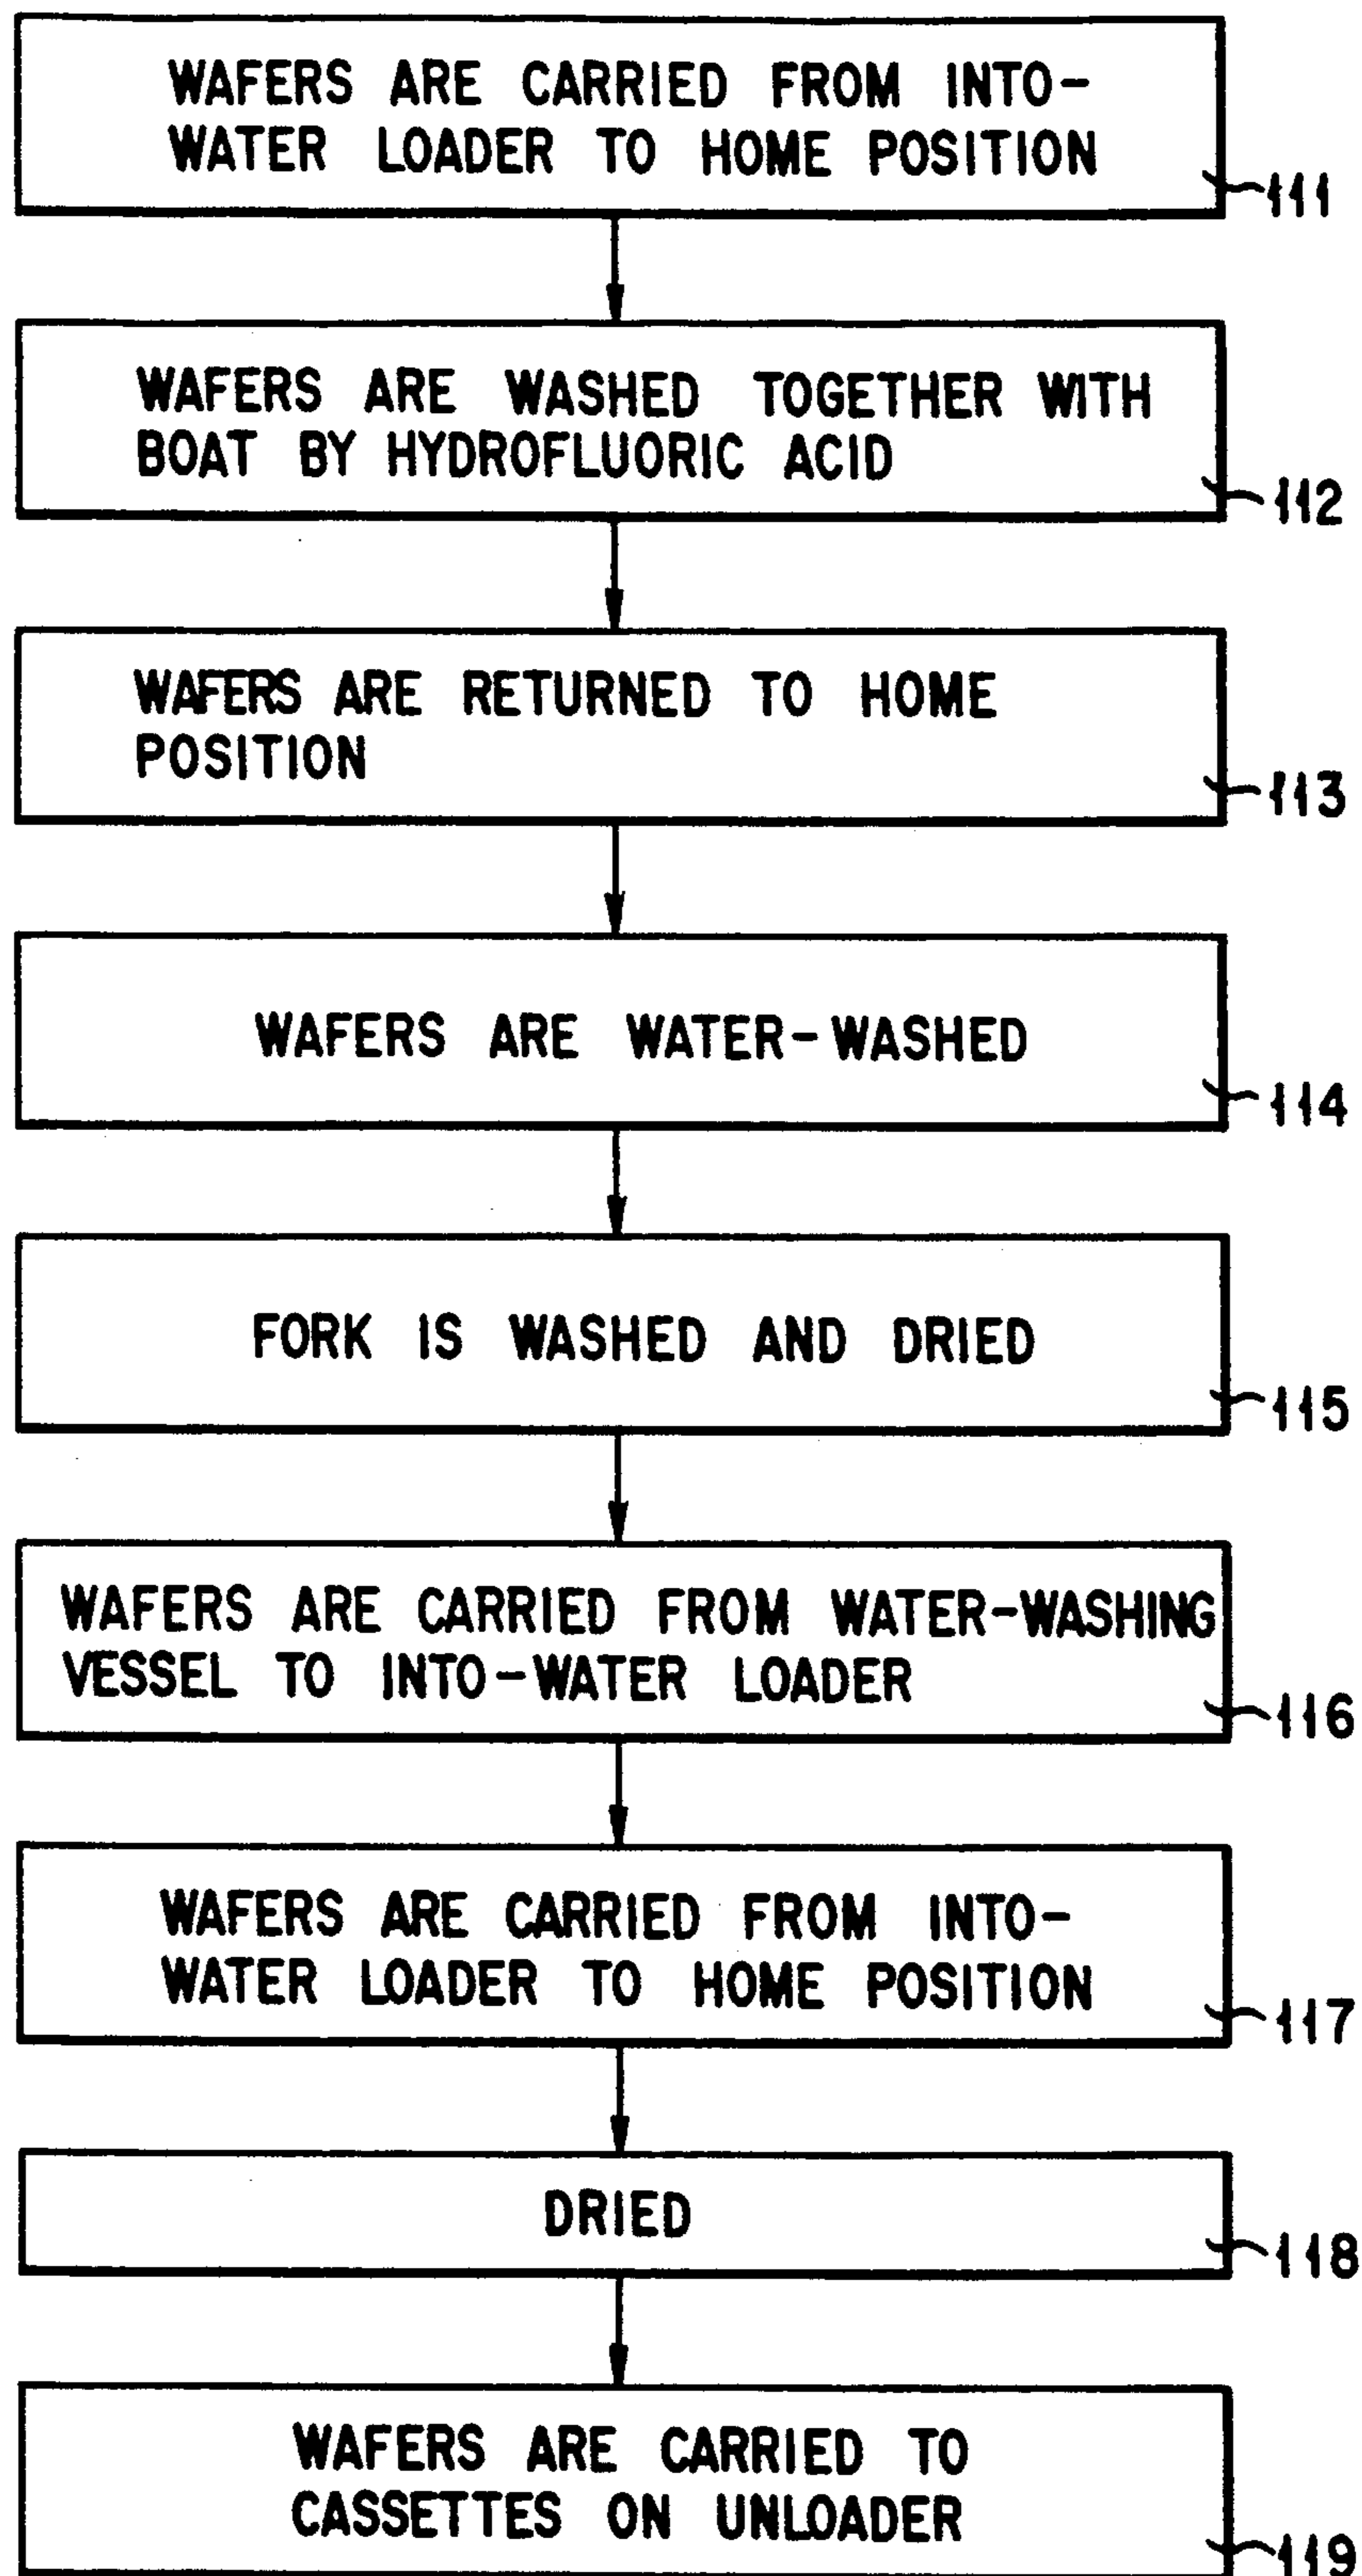 WAFERS ARE CARRIED FROM INTO-
WATER LOADER TO HOME POSITION
111
WAFERS ARE WASHED TOGETHER WITH
BOAT BY HYDROFLUORIC ACID
112
WAFERS ARE RETURNED TO HOME
POSITION
113
WAFERS ARE WATER-WASHED
114
FORK IS WASHED AND DRIED
115
WAFERS ARE CARRIED FROM WATER-WASHING
VESSEL TO INTO-WATER LOADER
116
WAFERS ARE CARRIED FROM INTO-
WATER LOADER TO HOME POSITION
117
DRIED
118
WAFERS ARE CARRIED TO
CASSETTES ON UNLOADER
119